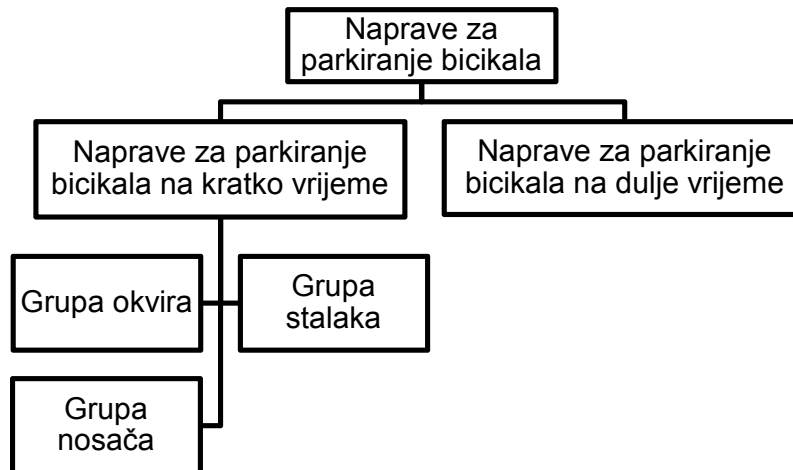 Naprave za
parkiranje bicikala
Naprave za parkiranje
bicikala na kratko vrijeme
Naprave za parkiranje
bicikala na dulje vrijeme
Grupa okvira
Grupa
stalaka
Grupa
nosača